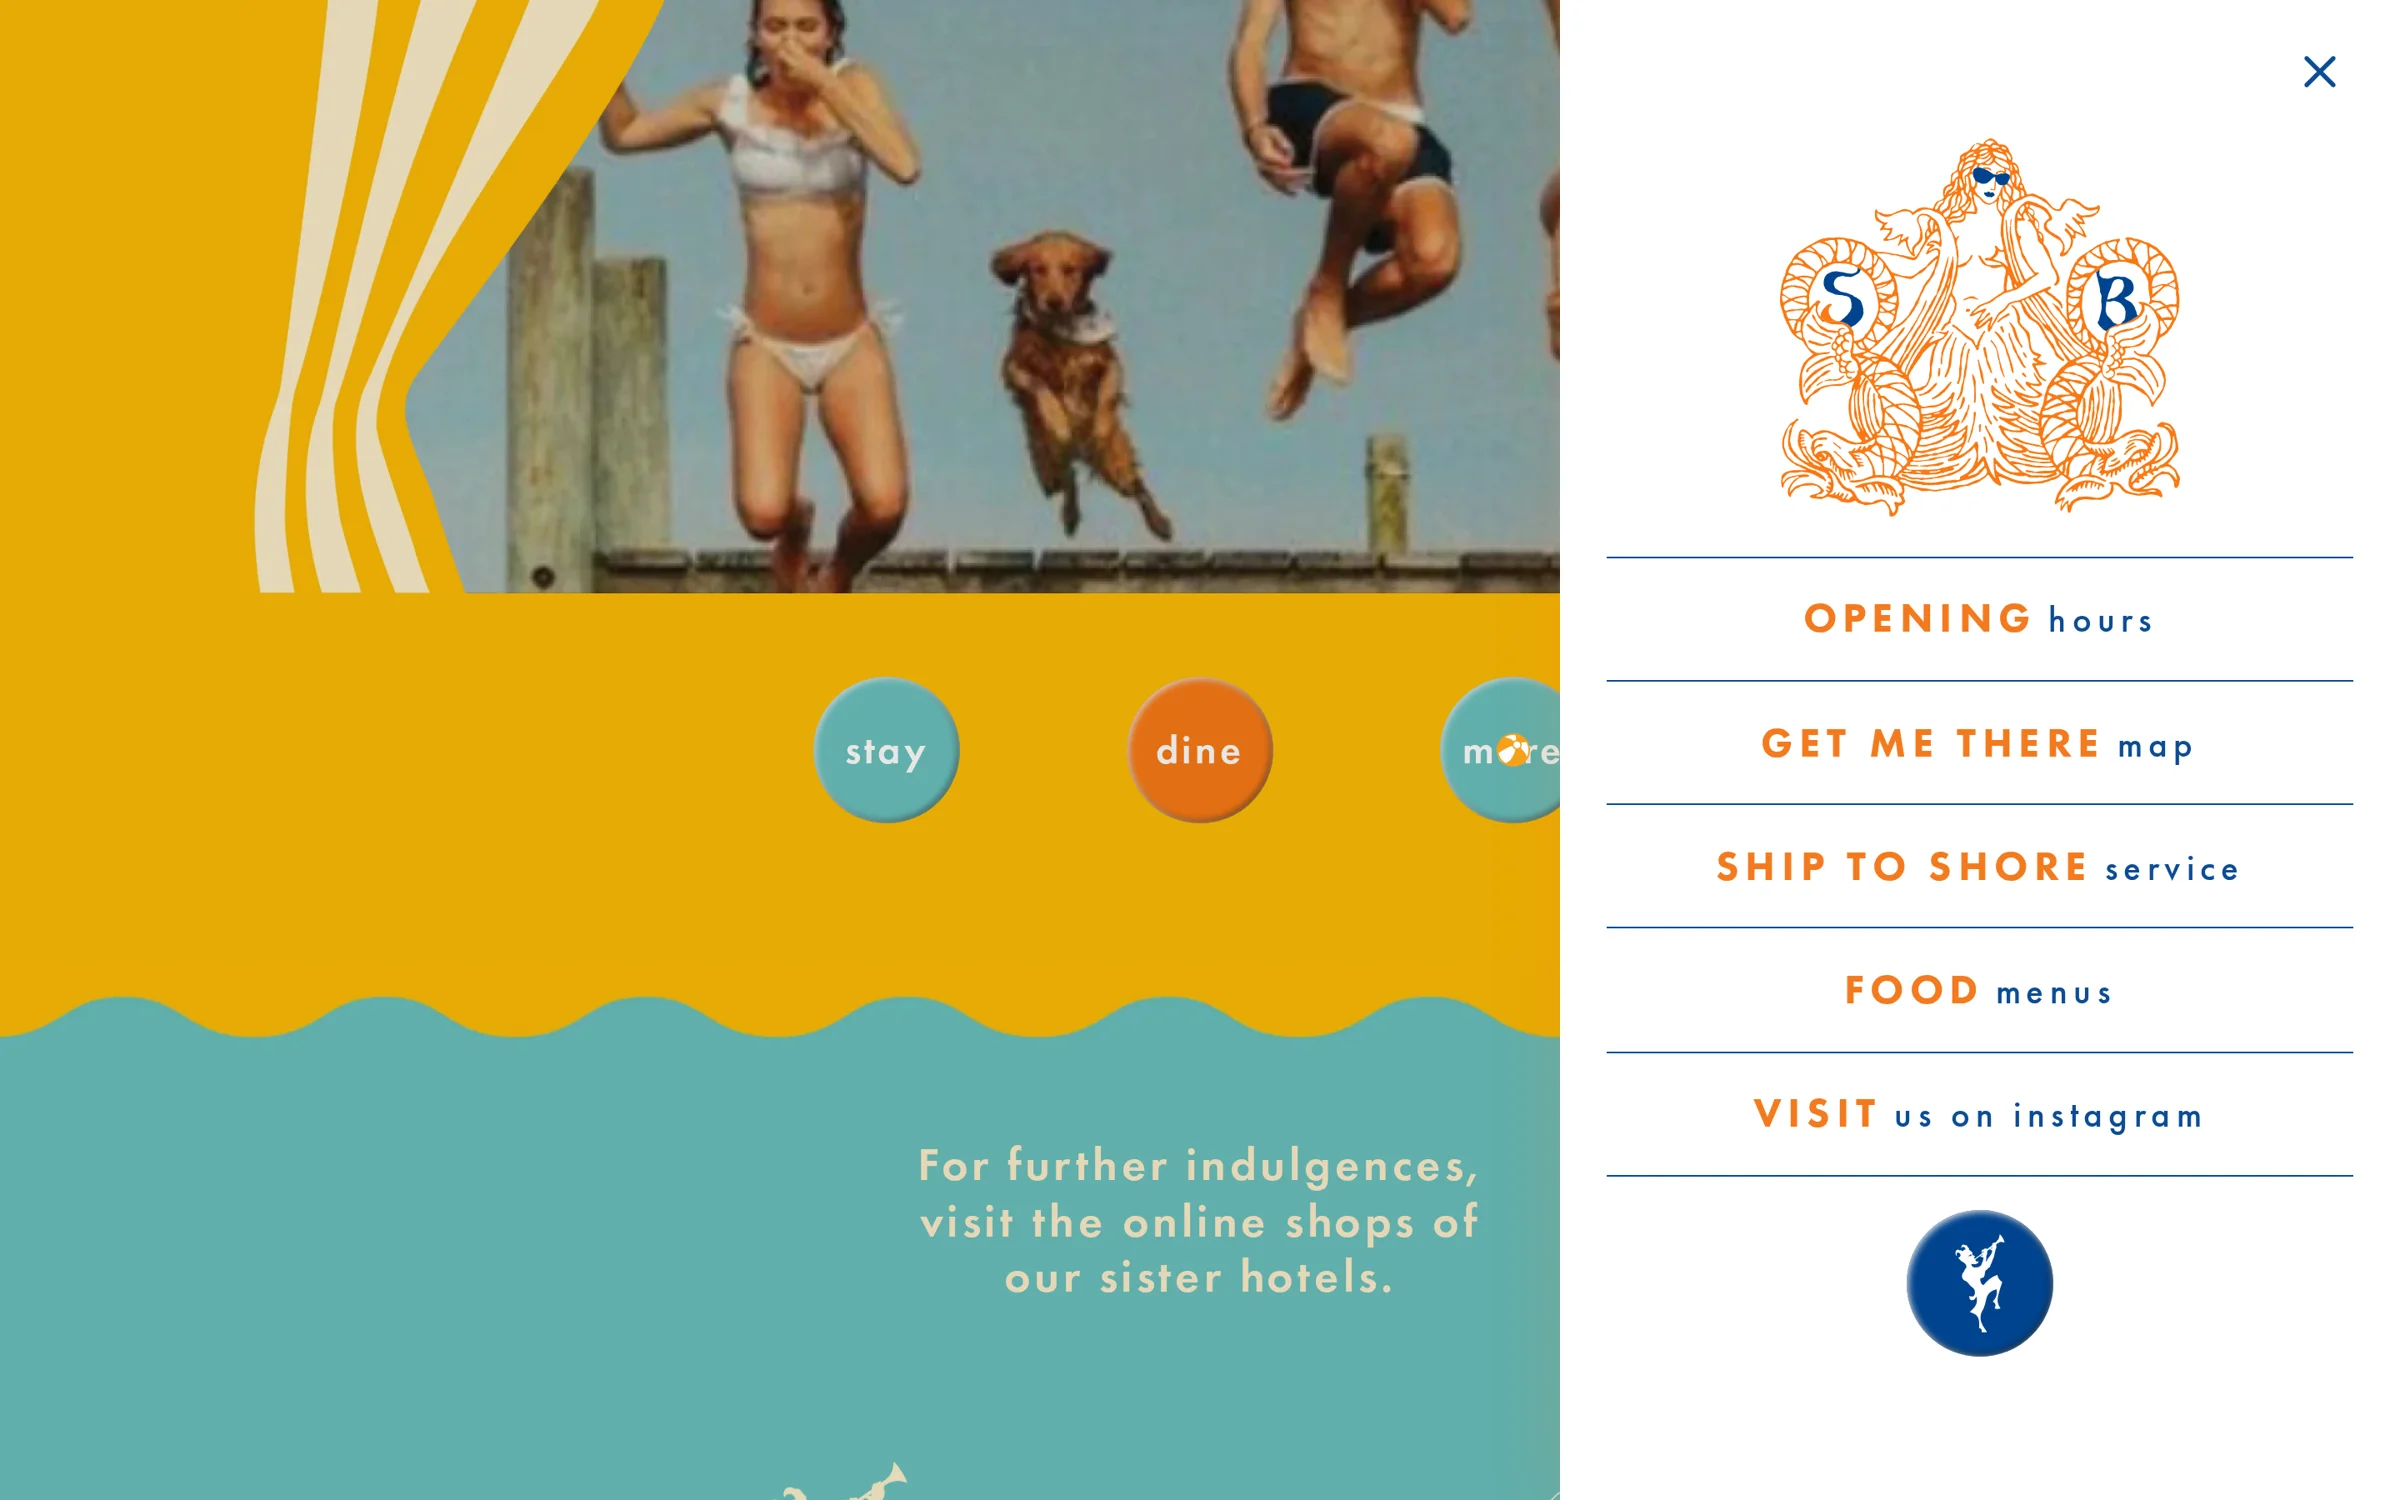 stay
dine
more
For further indulgences,
visit the online shops of
our sister hotels.
S
B
OPENING hours
GET ME THERE map
SHIP TO SHORE service
FOOD menus
VISIT us on instagram